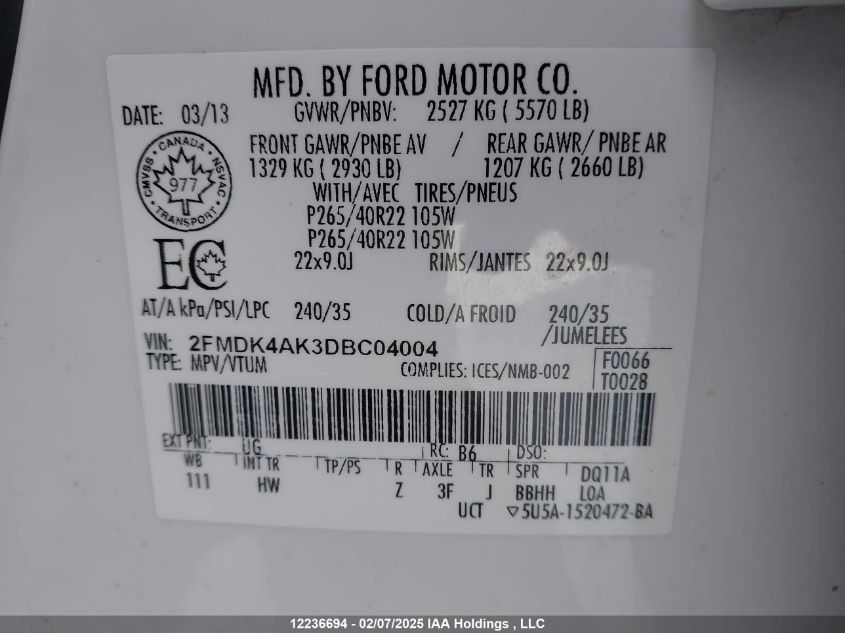 MFD. BY FORD MOTOR CO.
DATE: 03/13 GVWR/PNBV: 2527 KG ( 5570 LB)
FRONT GAWR/PNBE AV / REAR GAWR/ PNBE AR
1329 KG ( 2930 LB) 1207 KG ( 2660 LB)
CANADA
CMVSS 977 NSVAC
TRANSPORT
WITH/AVEC TIRES/PNEUS
P265/40R22 105W
P265/40R22 105W
EC
22x9.0J RIMS/JANTES 22x9.0J
AT/A kPa/PSI/LPC 240/35 COLD/A FROID 240/35
/JUMELEES
VIN: 2FMDK4AK3DBC04004
TYPE: MPV/VTUM COMPLIES: ICES/NMB-002
F0066
T0028
EXT PNT: UG RC: B6 DSO:
WB INT TR TP/PS R AXLE TR SPR DQ11A
111 HW Z 3F J BBHH LOA
UCT ▽5U5A-1520472-BA
12236694 - 02/07/2025 IAA Holdings , LLC